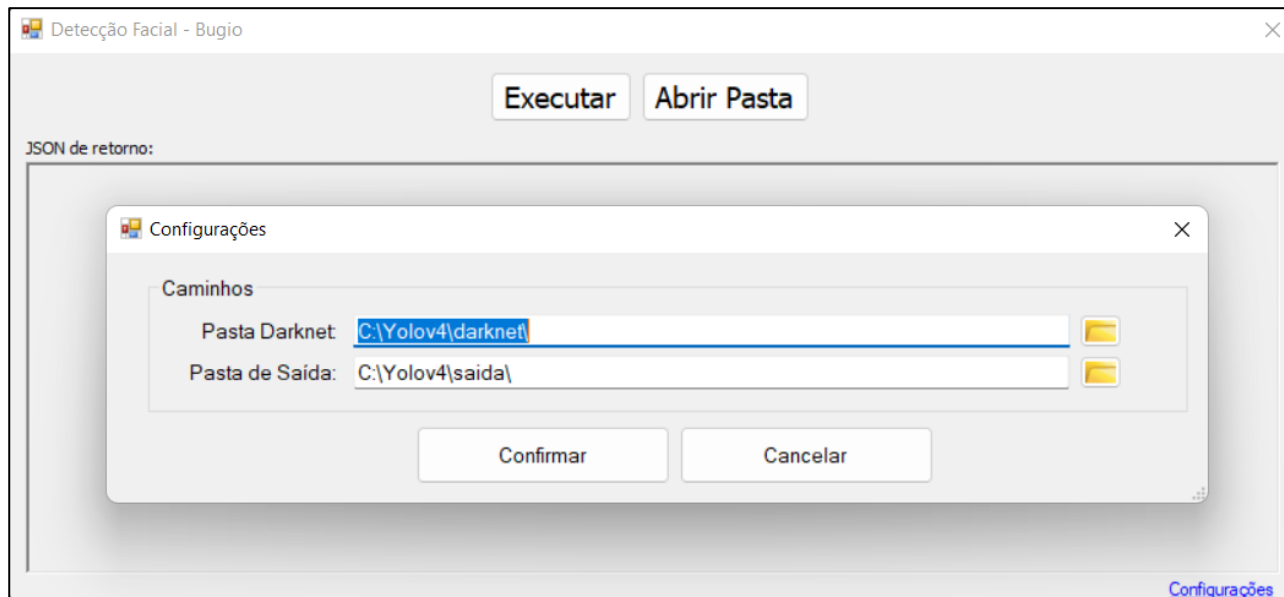 Detecção Facial - Bugio
Executar Abrir Pasta
JSON de retorno:
Configurações
Caminhos
Pasta Darknet: C:\Yolov4\darknet\
Pasta de Saída: C:\Yolov4\saida\
Confirmar Cancelar
Configurações